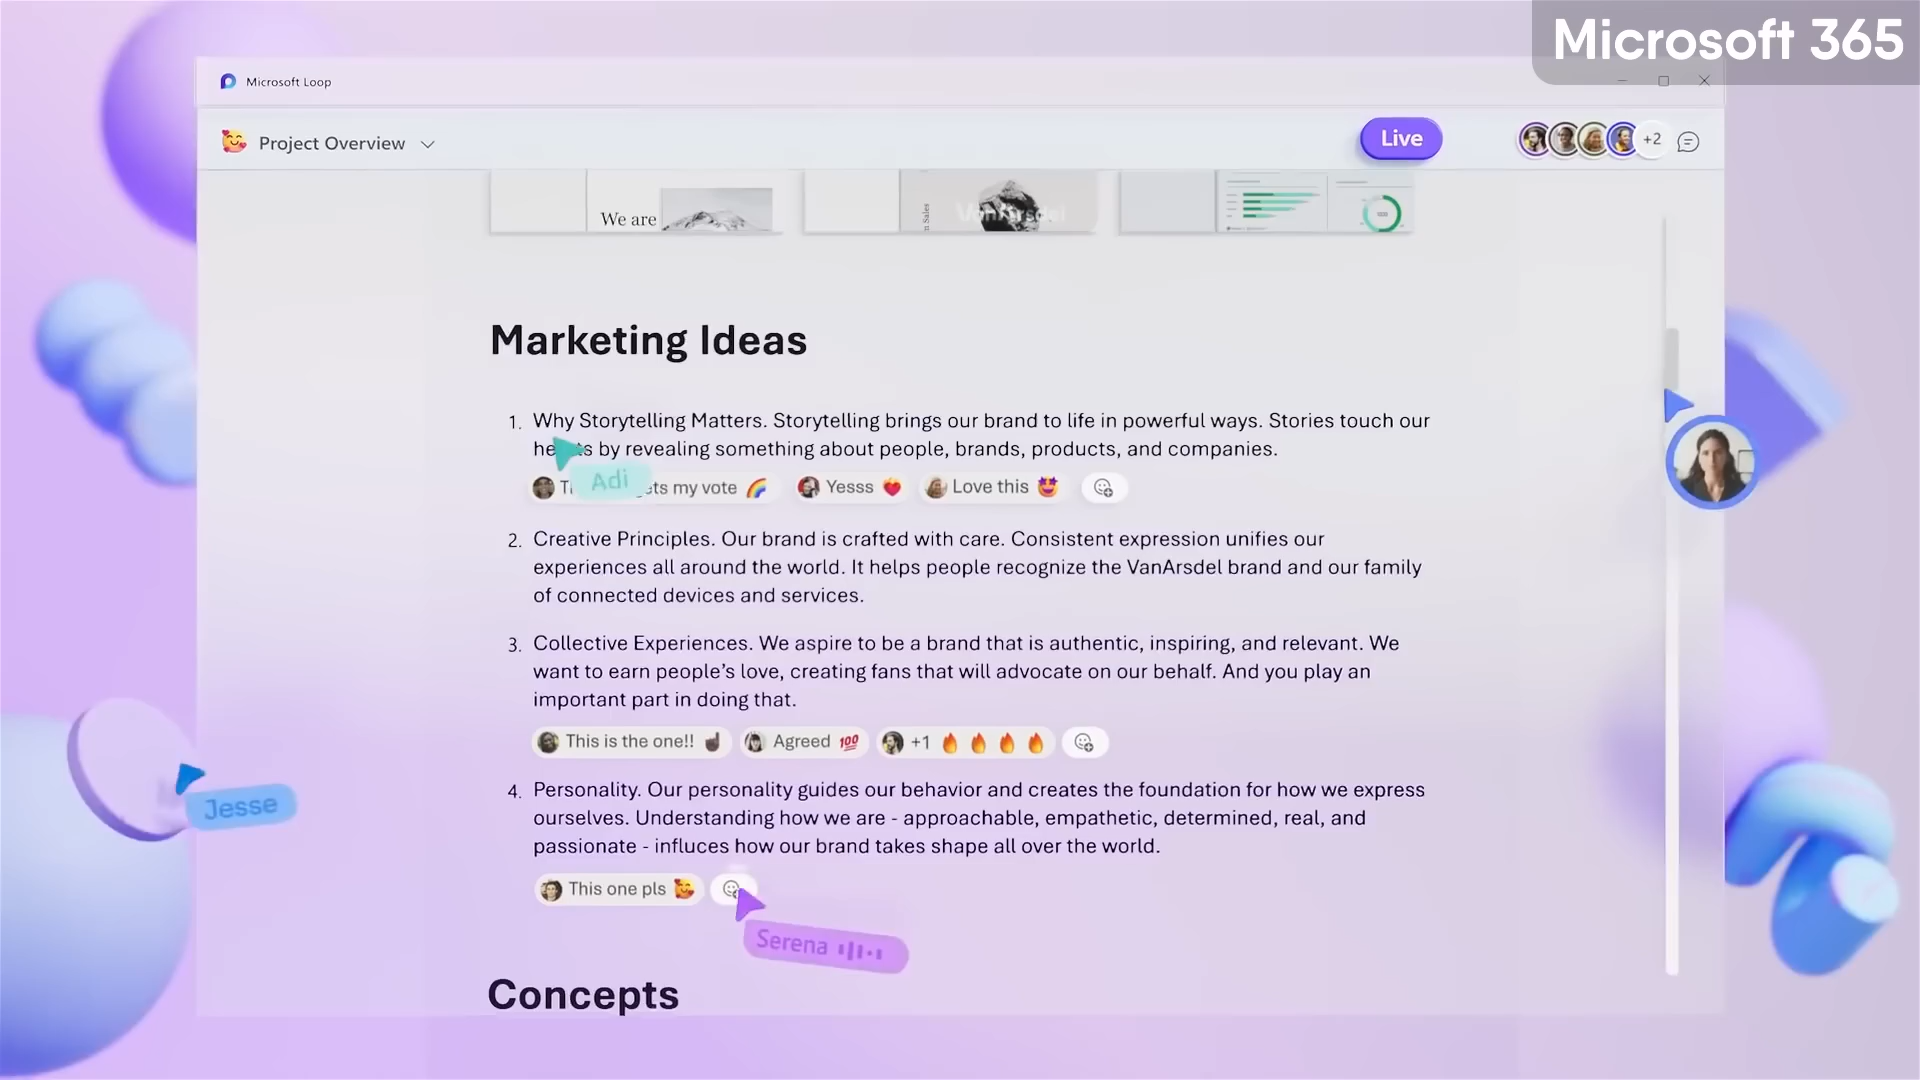 Microsoft 365
Microsoft Loop
Project Overview
Live
+2
We are
Sales
VanArsdel
Marketing Ideas
1. Why Storytelling Matters. Storytelling brings our brand to life in powerful ways. Stories touch our
by revealing something about people, brands, products, and companies.
Adi
my vote
Yesss
Love this
2. Creative Principles. Our brand is crafted with care. Consistent expression unifies our
experiences all around the world. It helps people recognize the VanArsdel brand and our family
of connected devices and services.
3. Collective Experiences. We aspire to be a brand that is authentic, inspiring, and relevant. We
want to earn people's love, creating fans that will advocate on our behalf. And you play an
important part in doing that.
This is the one!!
Agreed 100
+1
4. Personality. Our personality guides our behavior and creates the foundation for how we express
ourselves. Understanding how we are - approachable, empathetic, determined, real, and
passionate - influces how our brand takes shape all over the world.
Jesse
This one pls
Serena
Concepts